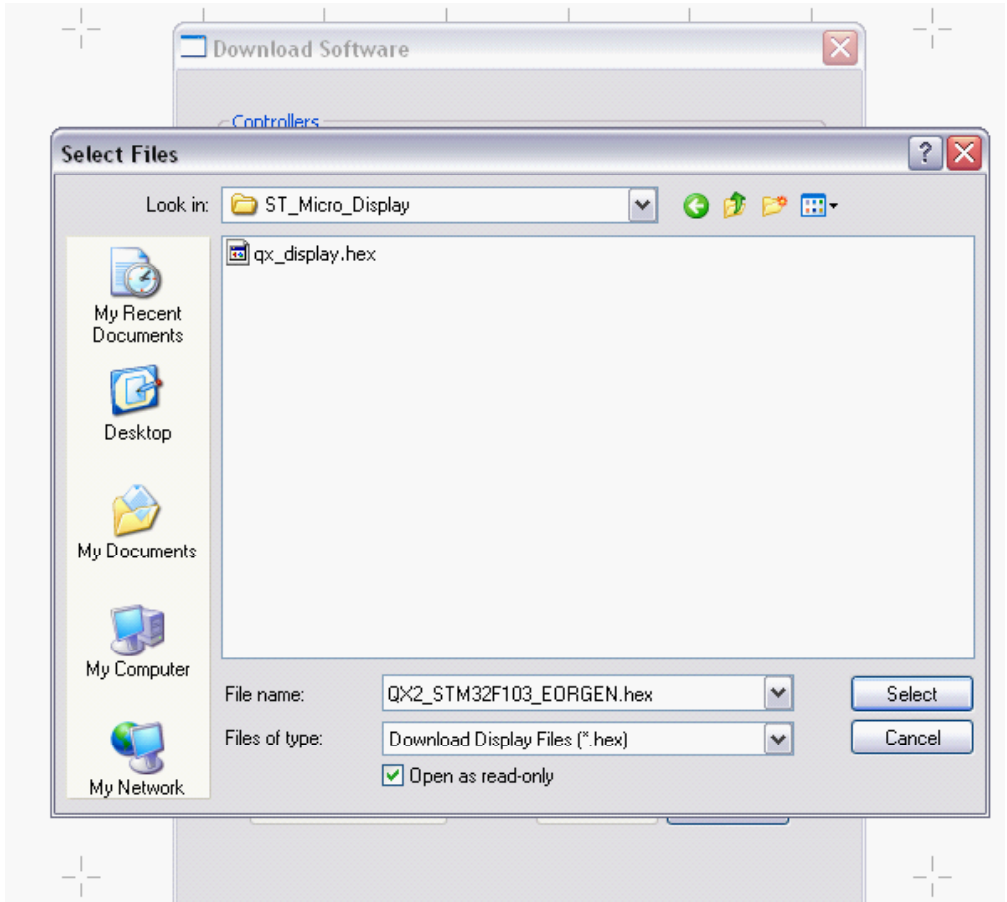 Download Software
Controllers
Select Files
Look in: ST_Micro_Display
qx_display.hex
My Recent
Documents
Desktop
My Documents
My Computer
My Network
File name: QX2_STM32F103_EORGEN.hex Select
Files of type: Download Display Files (*.hex) Cancel
Open as read-only